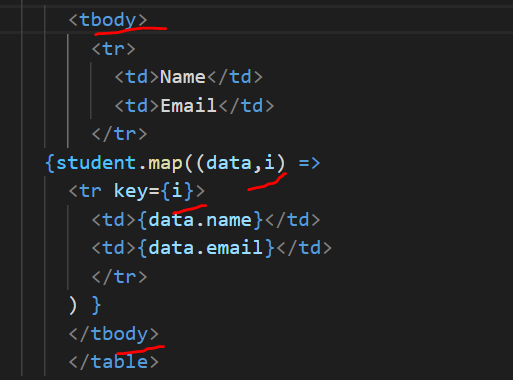 <tbody>
<tr>
<td>Name</td>
<td>Email</td>
</tr>
{student.map((data,i) =>
<tr key={i}>
<td>{data.name}</td>
<td>{data.email}</td>
</tr>
) }
</tbody>
</table>